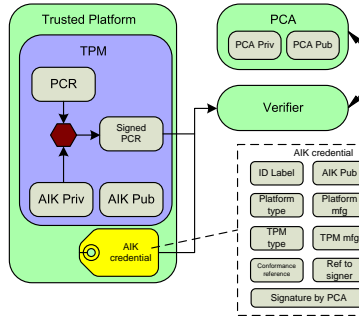 Trusted Platform
TPM
PCR
Signed
PCR
AIK Priv
AIK Pub
AIK
credential
PCA
PCA Priv
PCA Pub
Verifier
AIK credential
ID Label
AIK Pub
Platform
type
Platform
mfg
TPM
type
TPM mfg
Conformance
reference
Ref to
signer
Signature by PCA